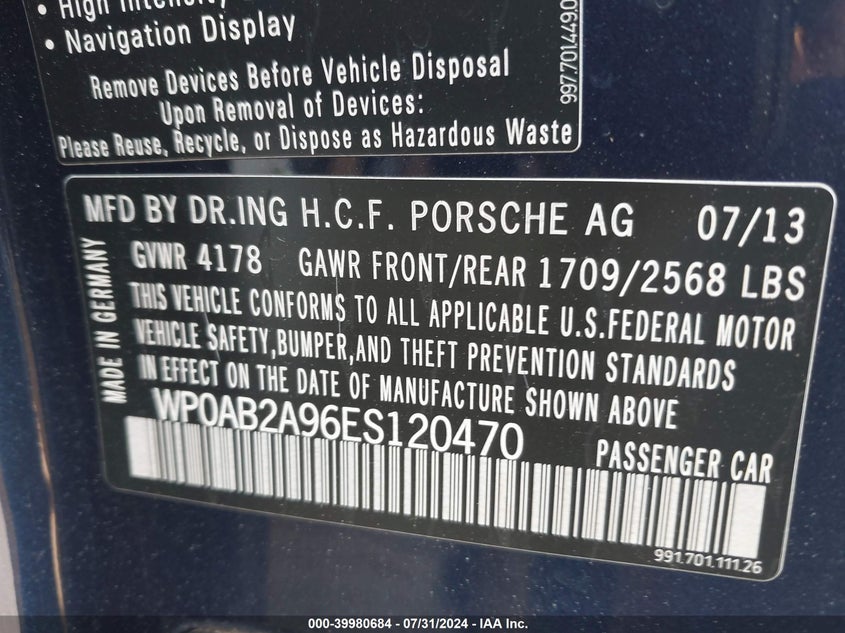 • High Intensity
• Navigation Display
Remove Devices Before Vehicle Disposal
Upon Removal of Devices:
Please Reuse, Recycle, or Dispose as Hazardous Waste
997.701.449.0
MFD BY DR.ING H.C.F. PORSCHE AG 07/13
MADE IN GERMANY
GVWR 4178 GAWR FRONT/REAR 1709/2568 LBS
THIS VEHICLE CONFORMS TO ALL APPLICABLE U.S.FEDERAL MOTOR
VEHICLE SAFETY,BUMPER,AND THEFT PREVENTION STANDARDS
IN EFFECT ON THE DATE OF MANUFACTURE SHOWN ABOVE
WP0AB2A96ES120470
PASSENGER CAR
991.701.111.26
000-39980684 - 07/31/2024 - IAA Inc.